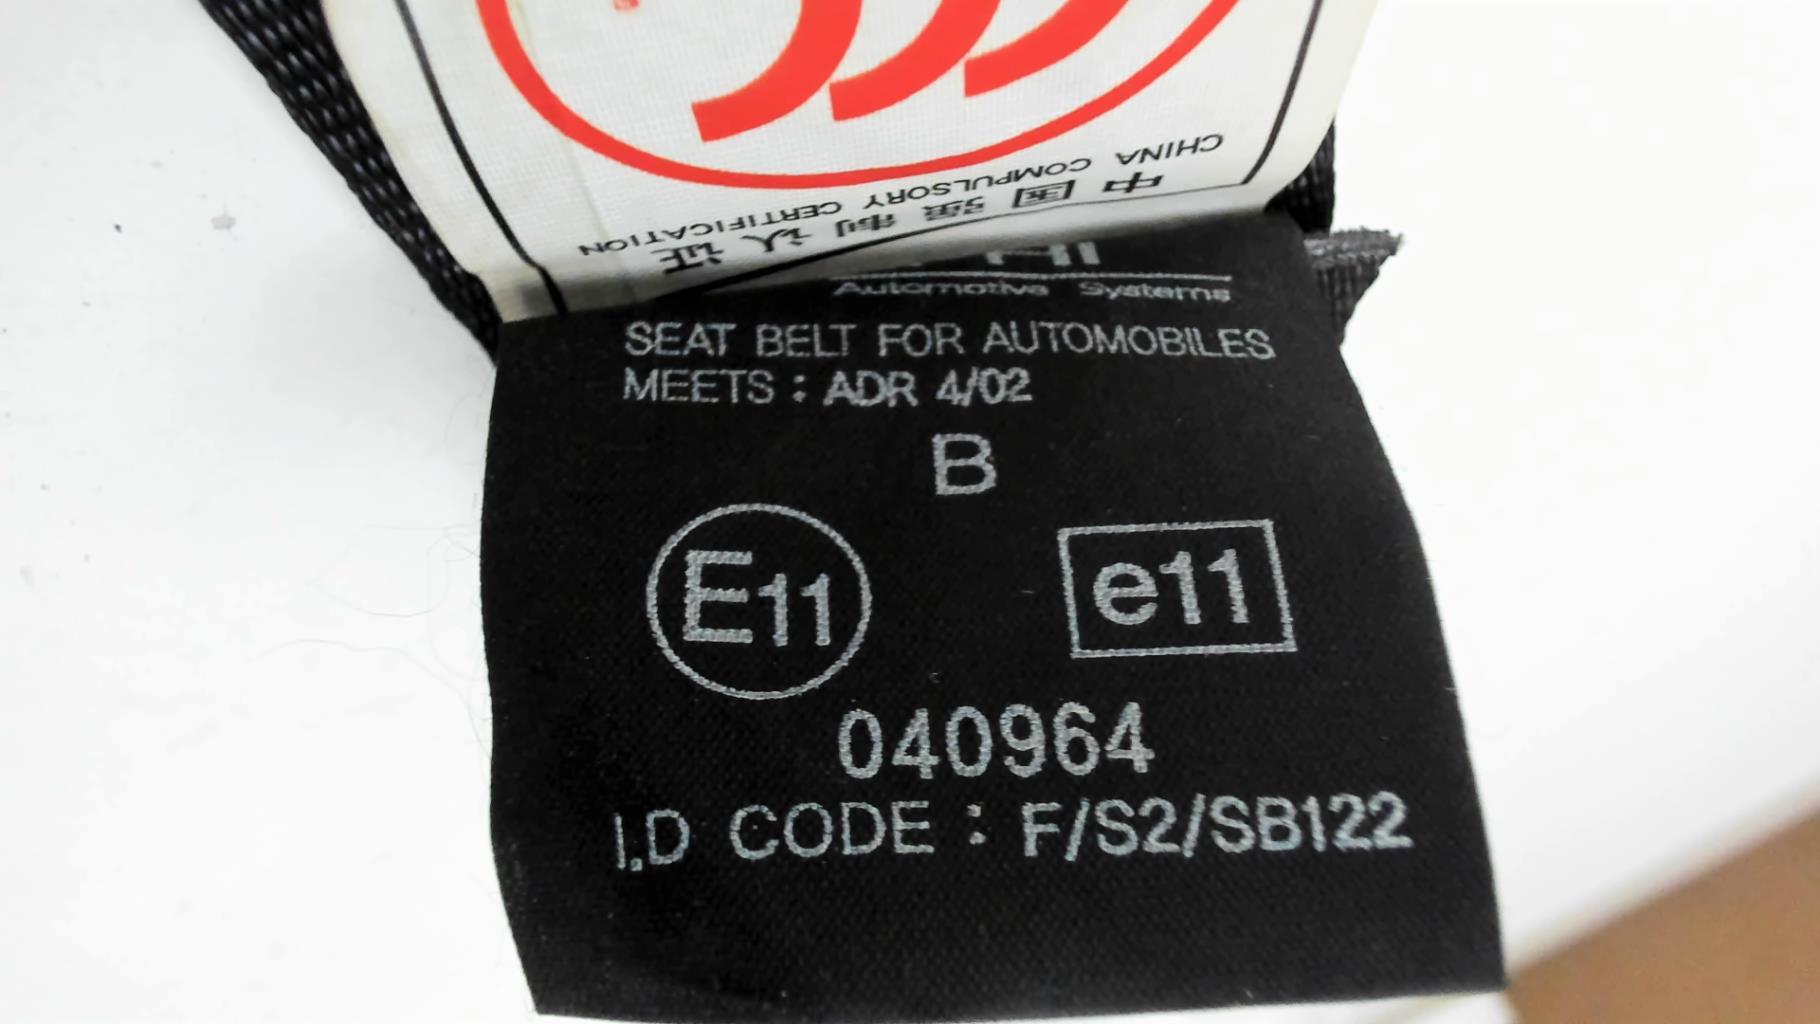 CHINA COMPULSORY CERTIFICATION
中国强制认证
Automotive Systems
SEAT BELT FOR AUTOMOBILES
MEETS : ADR 4/02
B
E11
e11
040964
I.D CODE : F/S2/SB122